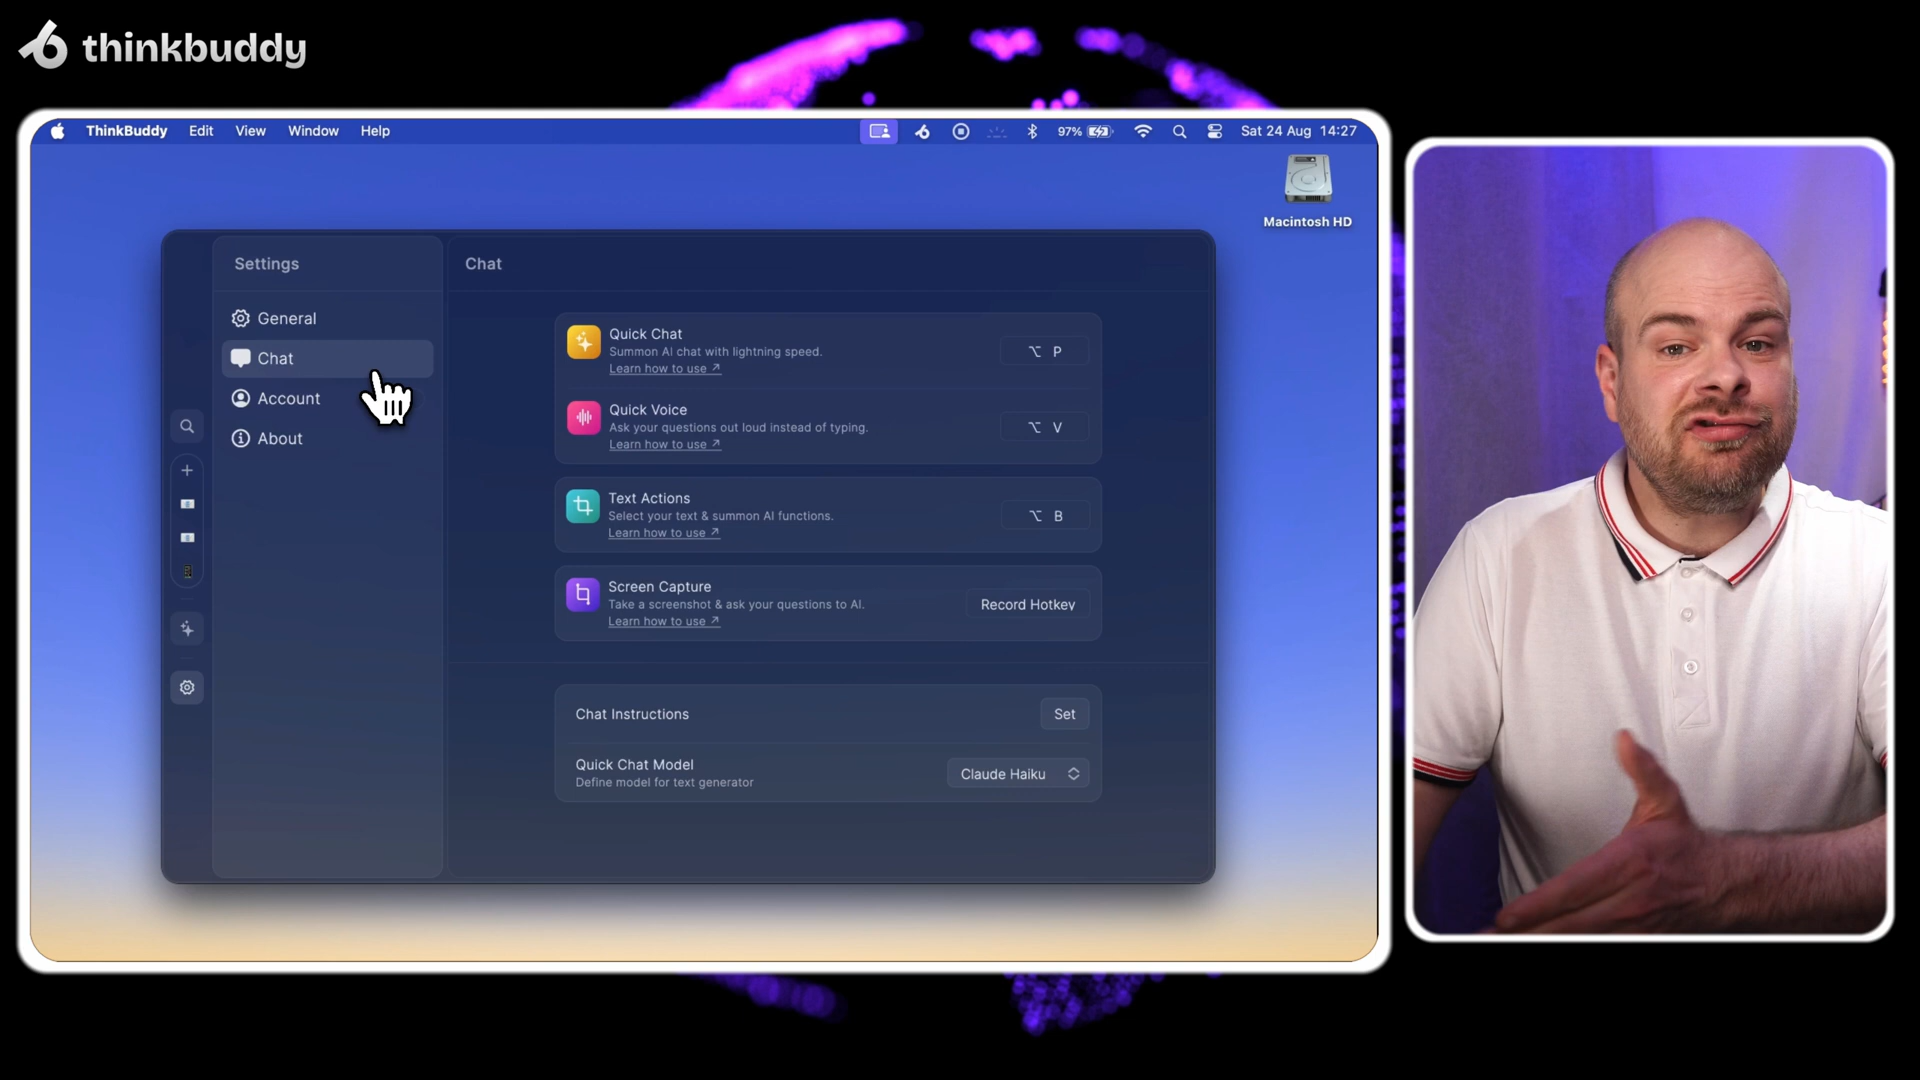 thinkbuddy
ThinkBuddy Edit View Window Help 97% Sat 24 Aug 14:27
Macintosh HD
Settings
General
Chat
Account
About
Chat
Quick Chat
Summon AI chat with lightning speed.
Learn how to use ↗
⌥ P
Quick Voice
Ask your questions out loud instead of typing.
Learn how to use ↗
⌥ V
Text Actions
Select your text & summon AI functions.
Learn how to use ↗
⌥ B
Screen Capture
Take a screenshot & ask your questions to AI.
Learn how to use ↗
Record Hotkey
Chat Instructions
Set
Quick Chat Model
Define model for text generator
Claude Haiku